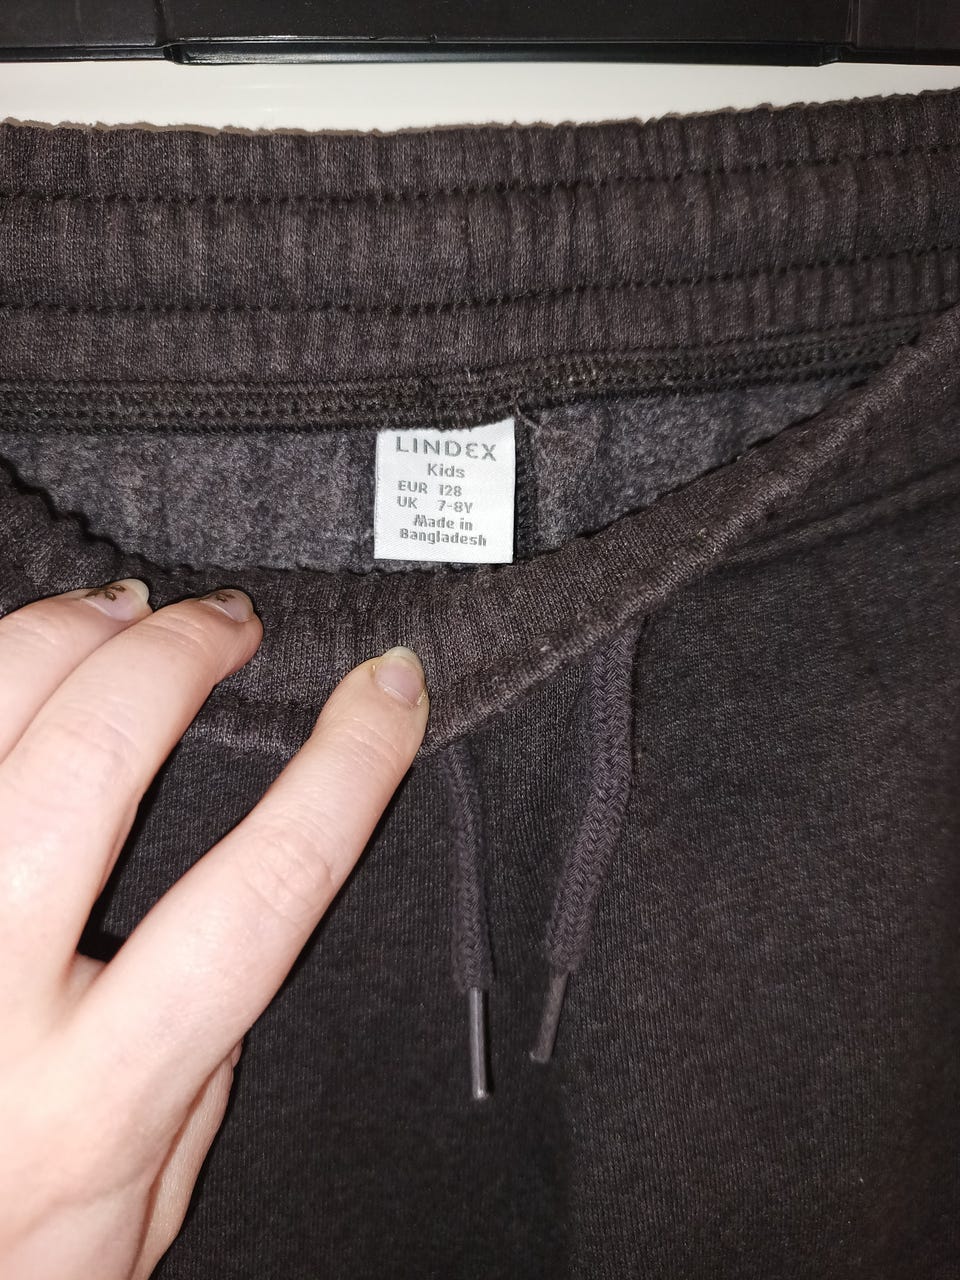 LINDEX
Kids
EUR 128
UK 7-8Y
Made in
Bangladesh